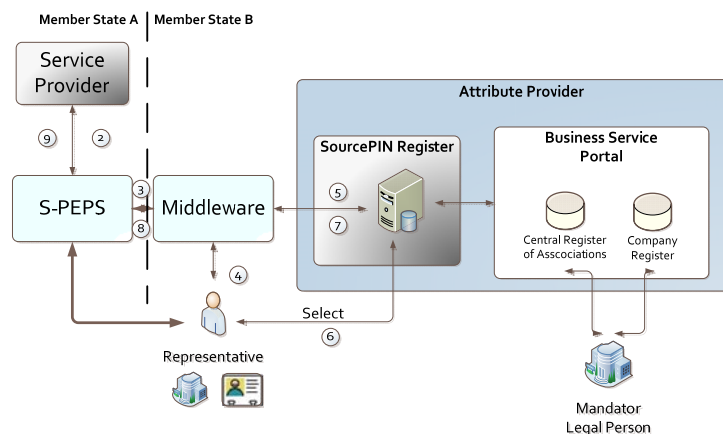 Member State A
Member State B
Service
Provider
Attribute Provider
9
2
SourcePIN Register
Business Service
Portal
S-PEPS
3
8
Middleware
5
7
Central Register
of Asscociations
Company
Register
4
Select
6
Representative
Mandator
Legal Person